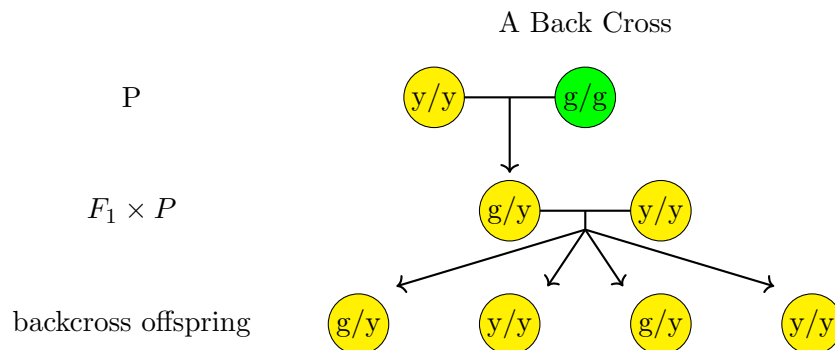 A Back Cross
P y/y g/g
F₁ × P g/y y/y
backcross offspring g/y y/y g/y y/y